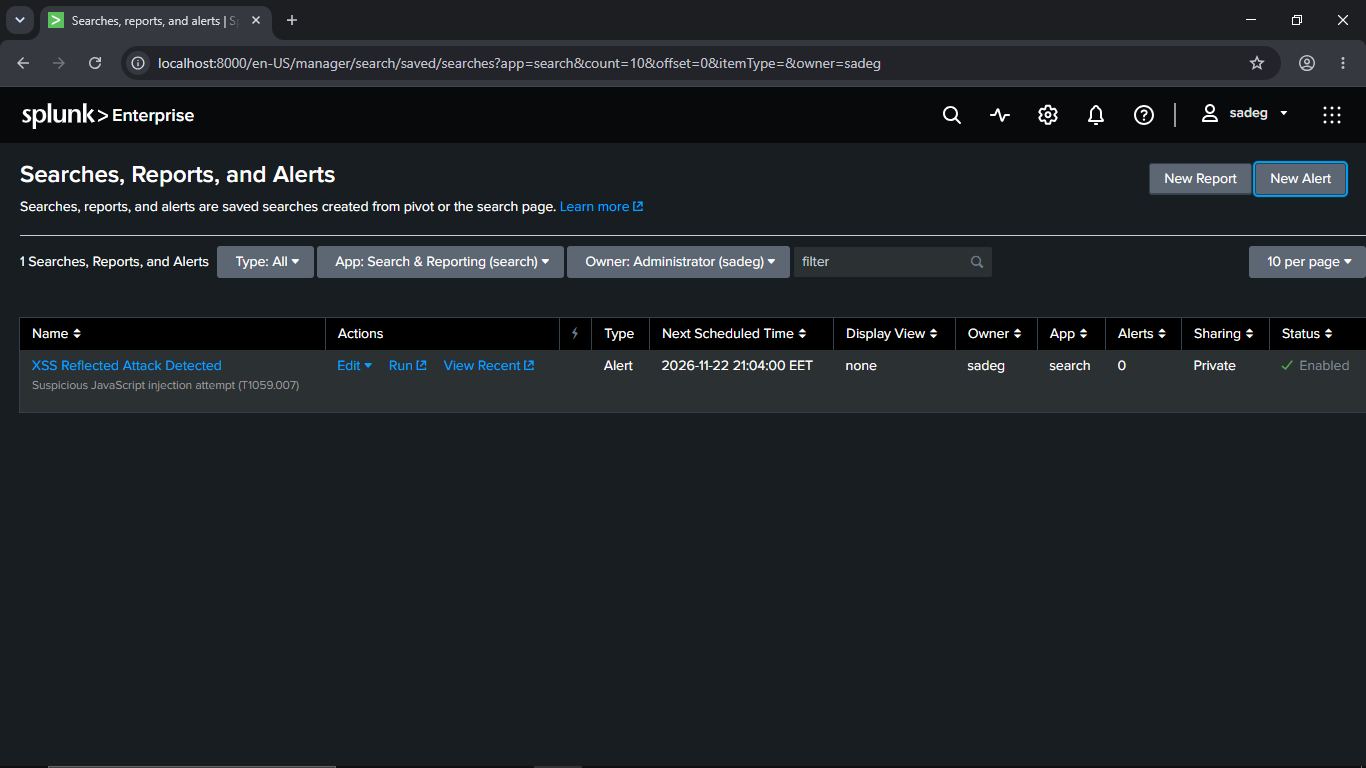 Searches, reports, and alerts | S
localhost:8000/en-US/manager/search/saved/searches?app=search&count=10&offset=0&itemType=&owner=sadeg
splunk>Enterprise
sadeg
Searches, Reports, and Alerts
New Report
New Alert
Searches, reports, and alerts are saved searches created from pivot or the search page. Learn more
1 Searches, Reports, and Alerts
Type: All
App: Search & Reporting (search)
Owner: Administrator (sadeg)
filter
10 per page
Name Actions Type Next Scheduled Time Display View Owner App Alerts Sharing Status
XSS Reflected Attack Detected Edit Run View Recent Alert 2026-11-22 21:04:00 EET none sadeg search 0 Private Enabled
Suspicious JavaScript injection attempt (T1059.007)